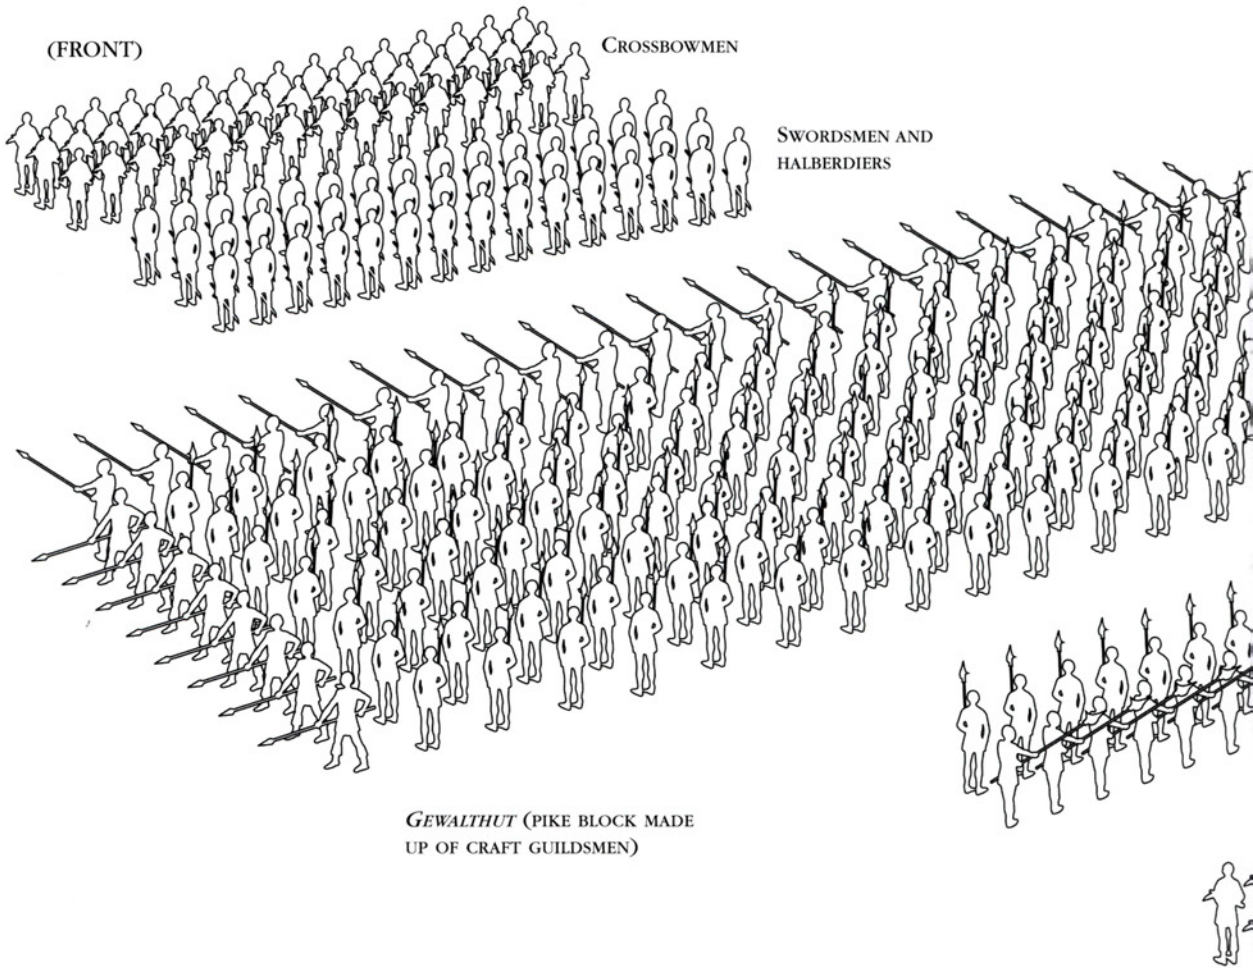 (FRONT)
CROSSBOWMEN
SWORDSMEN AND
HALBERDIERS
GEWALTHUT (PIKE BLOCK MADE
UP OF CRAFT GUILDSMEN)